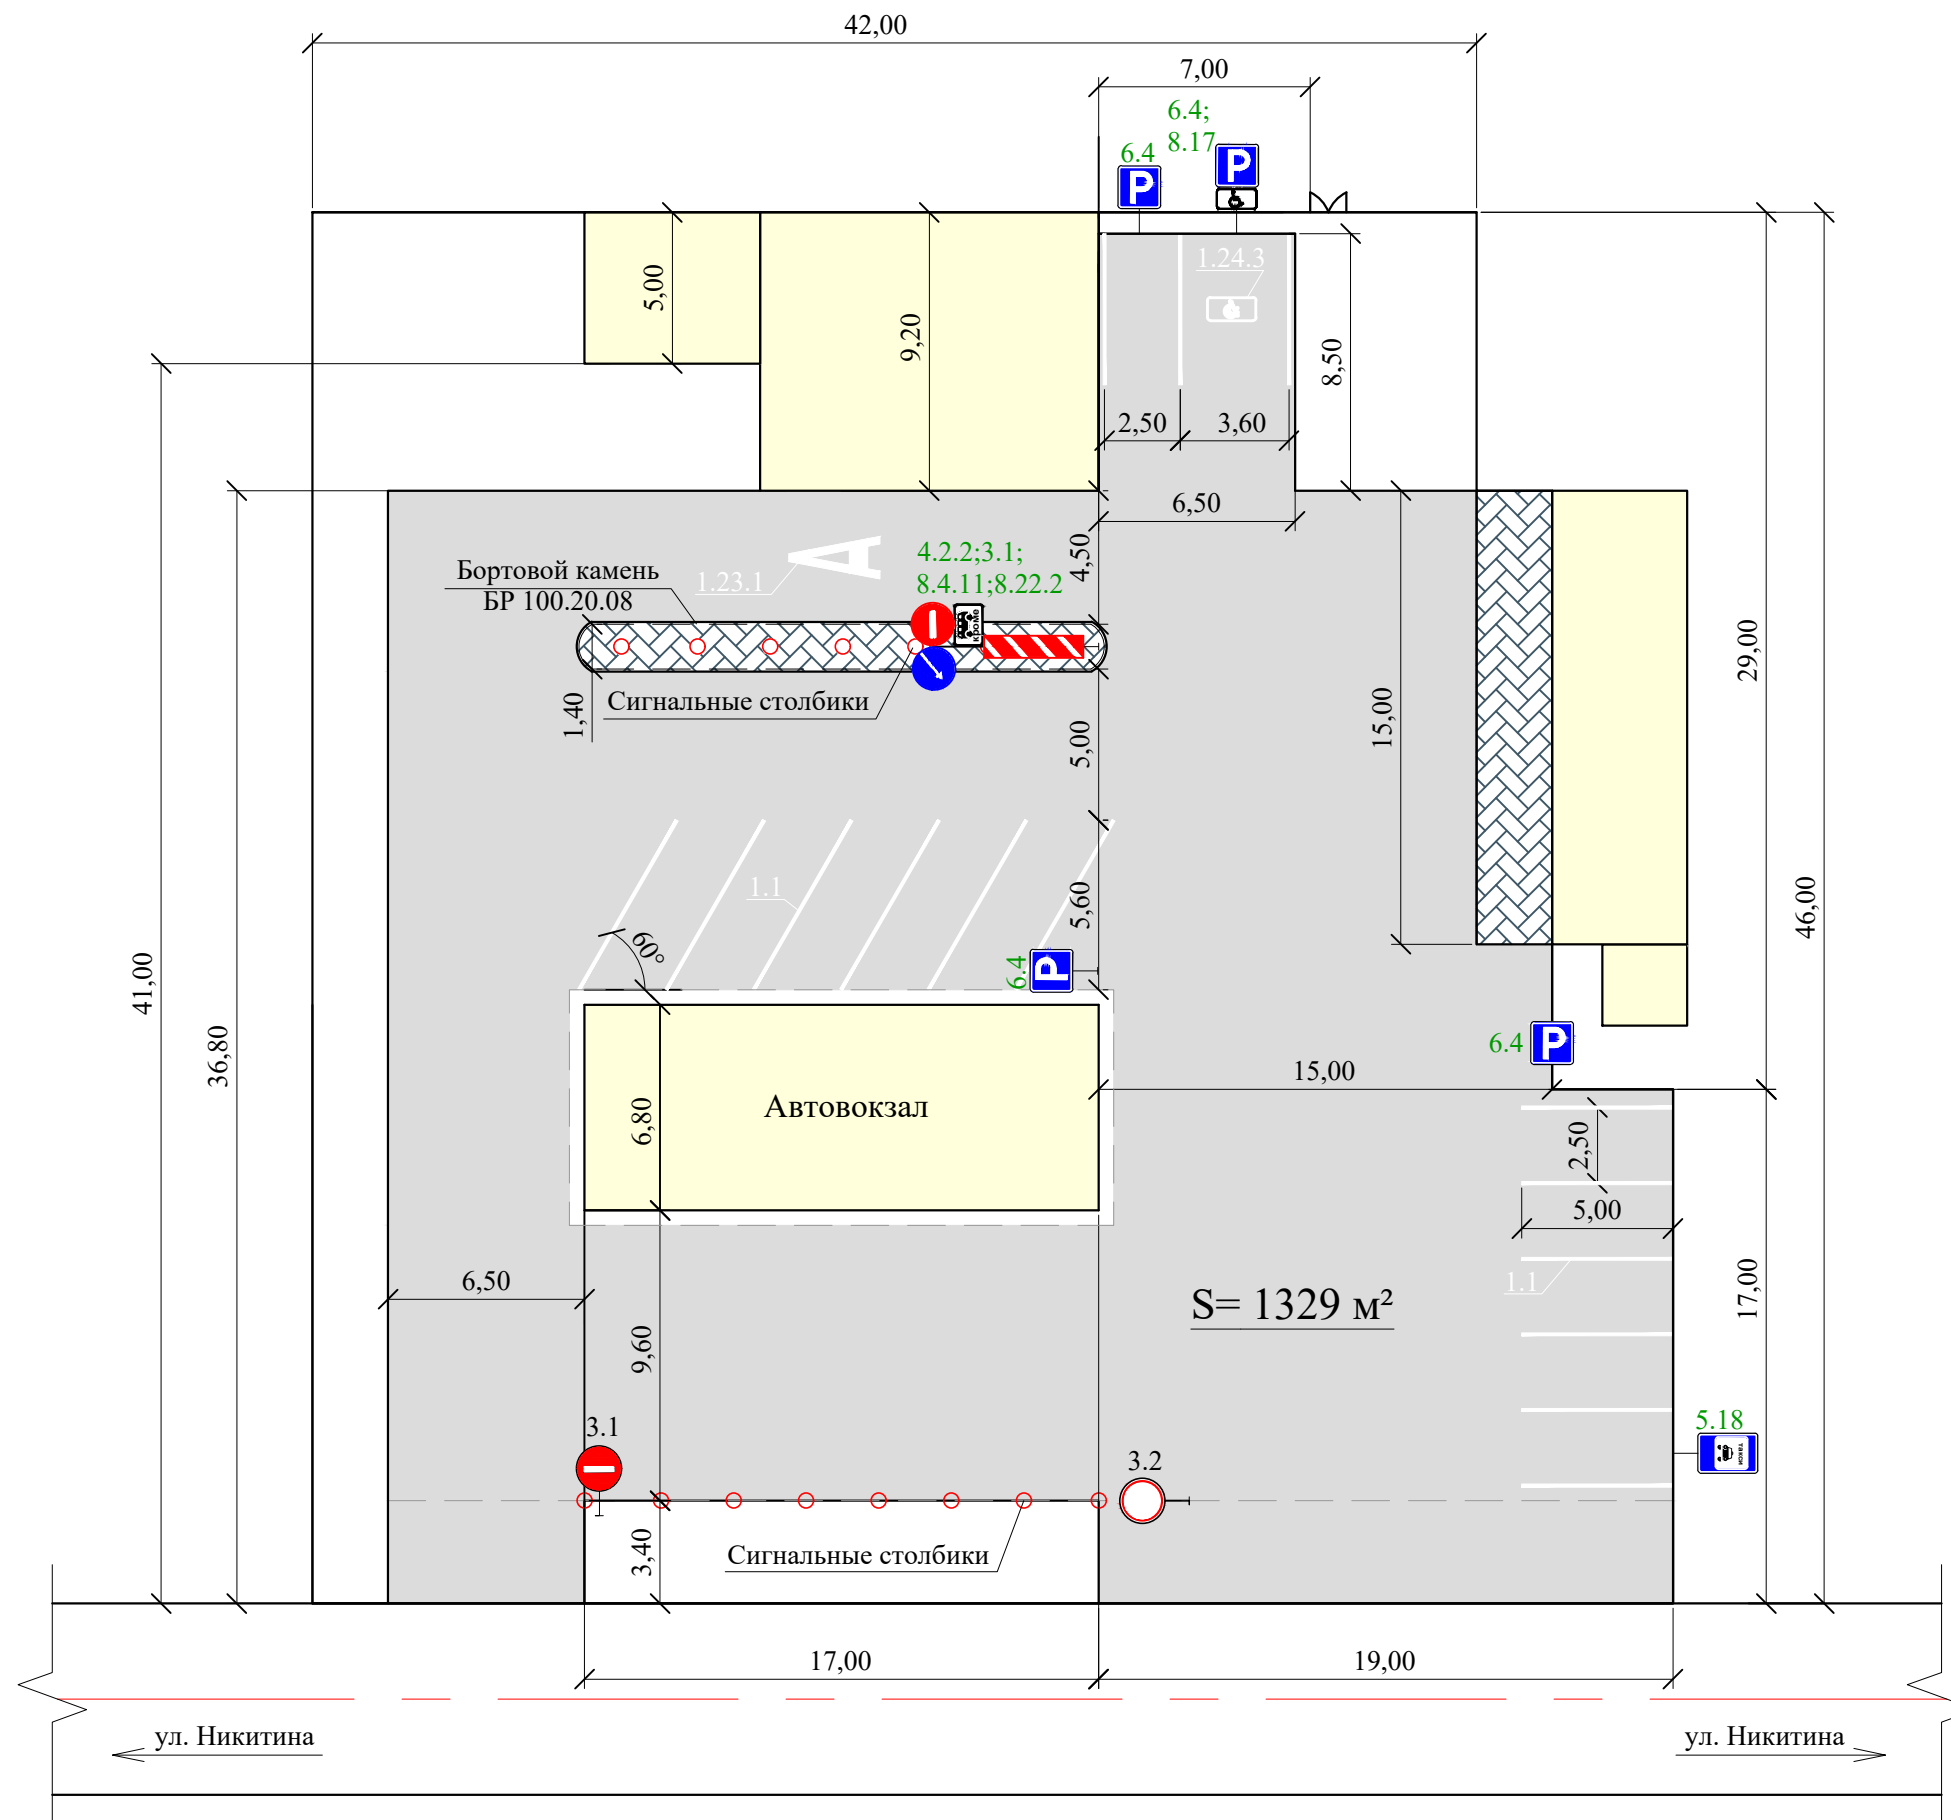 42,00
7,00
6.4;
8.17
6.4
P
P
1.24.3
5,00
9,20
8,50
2,50
3,60
6,50
4.2.2;3.1;
8.4.11;8.22.2
4,50
Бортовой камень
БР 100.20.08
1.23.1
А
кроме
Сигнальные столбики
1,40
5,00
15,00
29,00
46,00
41,00
36,80
1.1
60°
5,60
6.4
P
6.4
P
15,00
Автовокзал
6,80
2,50
5,00
1.1
6,50
S= 1329 м²
17,00
9,60
3.1
3.2
5.18
такси
3,40
Сигнальные столбики
17,00
19,00
ул. Никитина
ул. Никитина